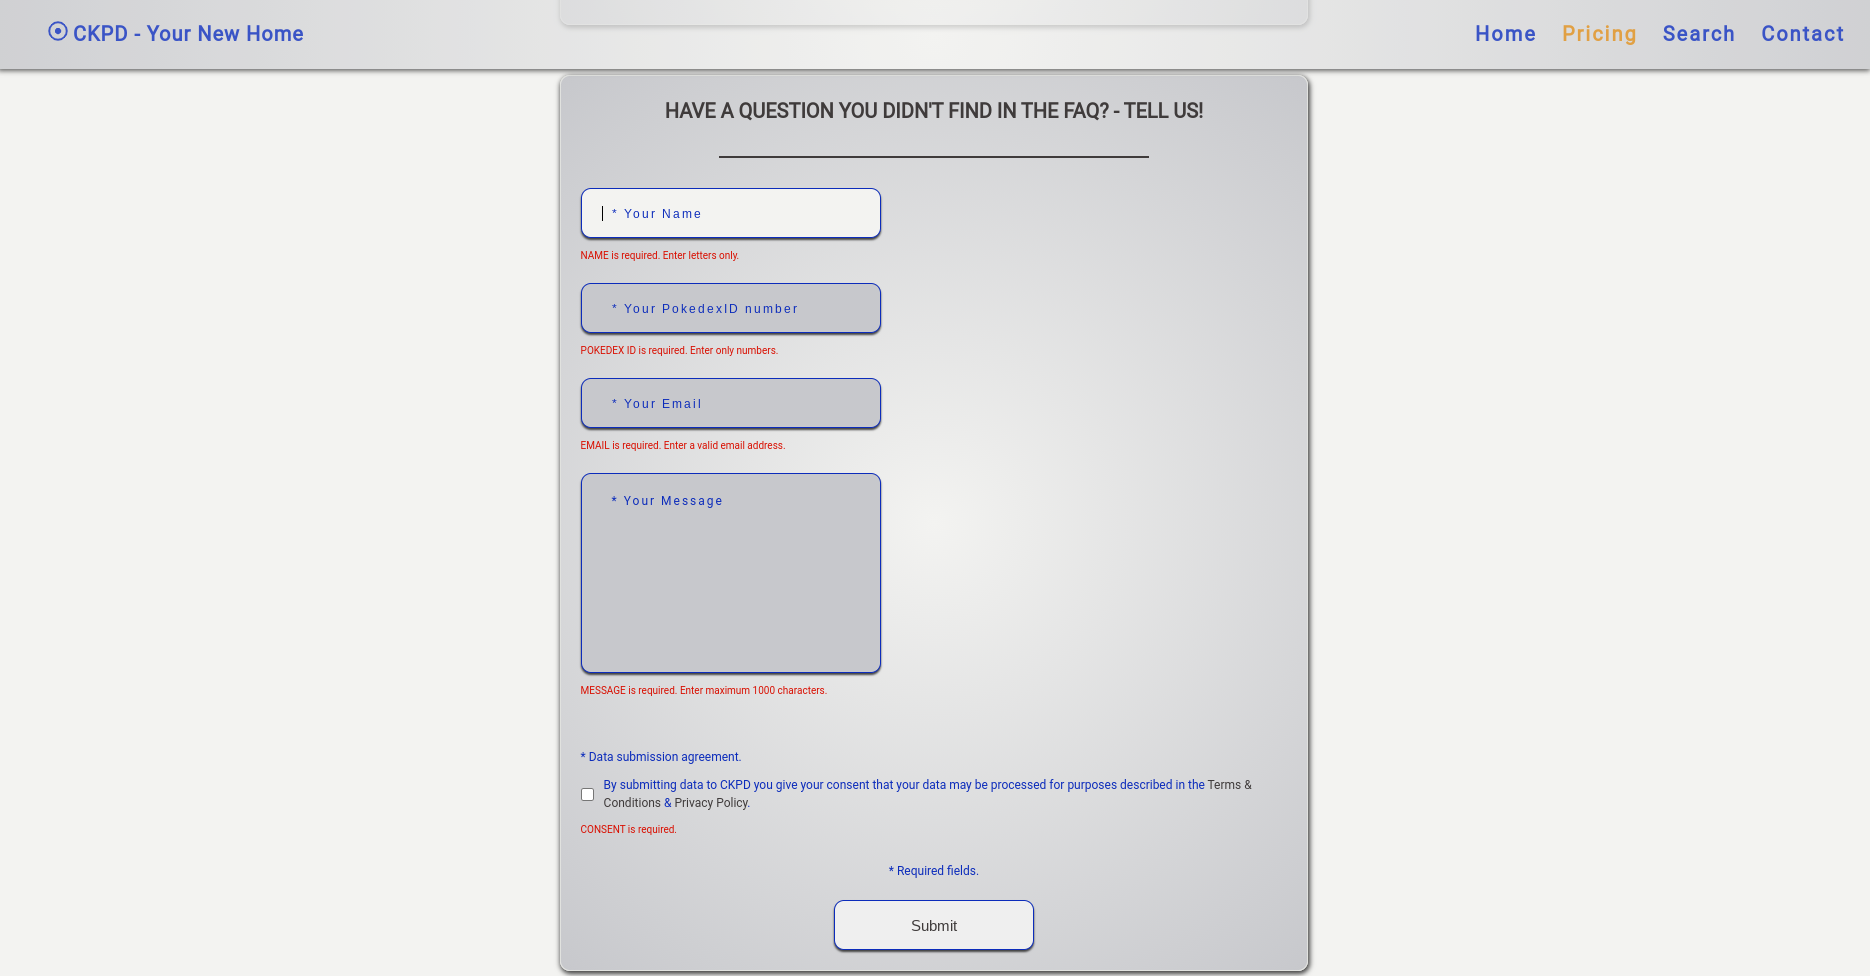 CKPD - Your New Home
Home Pricing Search Contact
HAVE A QUESTION YOU DIDN'T FIND IN THE FAQ? - TELL US!
* Your Name
NAME is required. Enter letters only.
* Your PokedexID number
POKEDEX ID is required. Enter only numbers.
* Your Email
EMAIL is required. Enter a valid email address.
* Your Message
MESSAGE is required. Enter maximum 1000 characters.
* Data submission agreement.
By submitting data to CKPD you give your consent that your data may be processed for purposes described in the Terms &
Conditions & Privacy Policy.
CONSENT is required.
* Required fields.
Submit